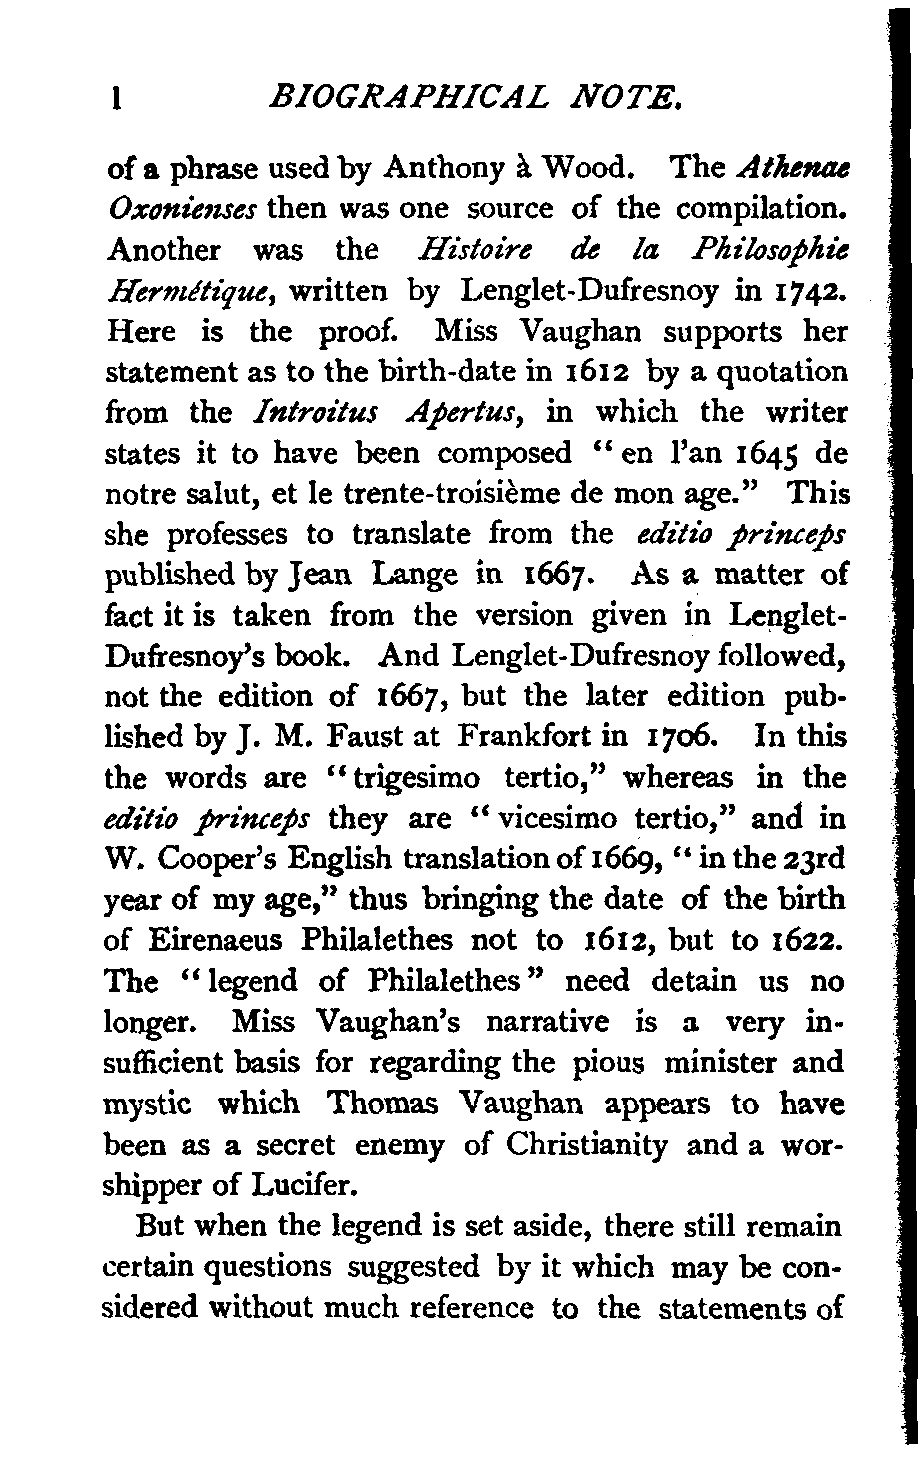 l BIOGRAPHICAL NOTE.
of a phrase used by Anthony à Wood. The Athenae
Oxonienses then was one source of the compilation.
Another was the Histoire de la Philosophie
Hermétique, written by Lenglet-Dufresnoy in 1742.
Here is the proof. Miss Vaughan supports her
statement as to the birth-date in 1612 by a quotation
from the Introitus Apertus, in which the writer
states it to have been composed “en l’an 1645 de
notre salut, et le trente-troisième de mon age.” This
she professes to translate from the editio princeps
published by Jean Lange in 1667. As a matter of
fact it is taken from the version given in Lenglet-
Dufresnoy’s book. And Lenglet-Dufresnoy followed,
not the edition of 1667, but the later edition pub-
lished by J. M. Faust at Frankfort in 1706. In this
the words are “trigesimo tertio,” whereas in the
editio princeps they are “vicesimo tertio,” and in
W. Cooper’s English translation of 1669, “in the 23rd
year of my age,” thus bringing the date of the birth
of Eirenaeus Philalethes not to 1612, but to 1622.
The “legend of Philalethes” need detain us no
longer. Miss Vaughan’s narrative is a very in-
sufficient basis for regarding the pious minister and
mystic which Thomas Vaughan appears to have
been as a secret enemy of Christianity and a wor-
shipper of Lucifer.
But when the legend is set aside, there still remain
certain questions suggested by it which may be con-
sidered without much reference to the statements of